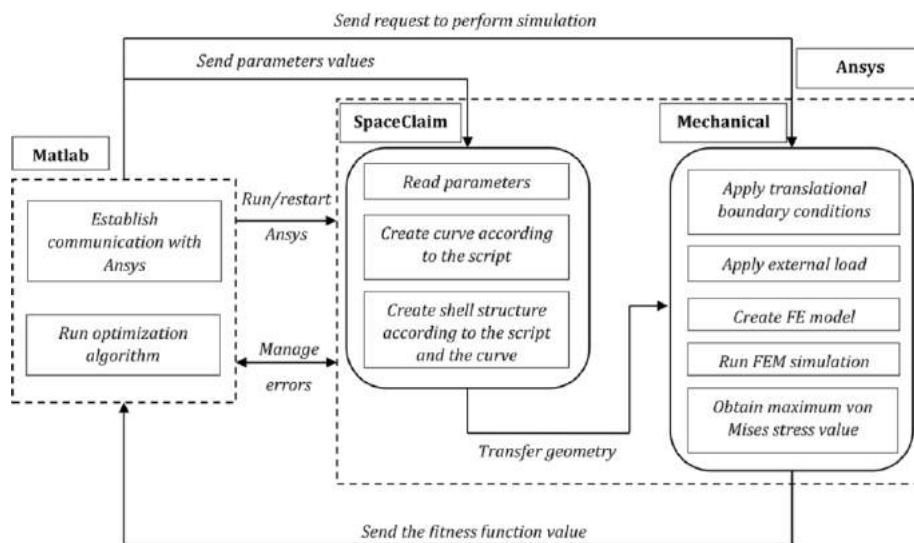 Send request to perform simulation
Send parameters values
Ansys
SpaceClaim
Mechanical
Matlab
Establish
communication with
Ansys
Run optimization
algorithm
Run/restart
Ansys
Manage
errors
Read parameters
Create curve according
to the script
Create shell structure
according to the script
and the curve
Transfer geometry
Apply translational
boundary conditions
Apply external load
Create FE model
Run FEM simulation
Obtain maximum von
Mises stress value
Send the fitness function value